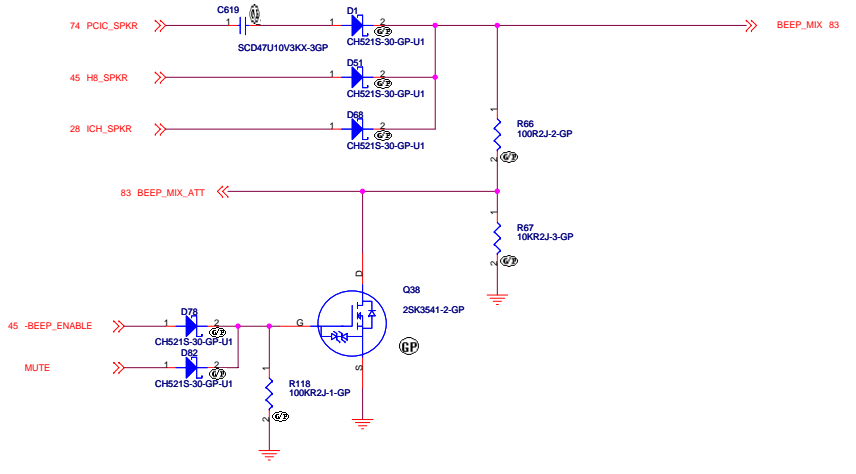 C619
D1
74 PCIC_SPKR
1
1
2
BEEP_MIX 83
G/P
SCD47U10V3KX-3GP
CH521S-30-GP-U1
D51
45 H8_SPKR
1
2
G/P
CH521S-30-GP-U1
D68
28 ICH_SPKR
1
2
G/P
CH521S-30-GP-U1
1
R66
100R2J-2-GP
2
G/P
83 BEEP_MIX_ATT
1
R67
10KR2J-3-GP
2
G/P
D
Q38
2SK3541-2-GP
D78
45 -BEEP_ENABLE
1
2
G
G/P
CH521S-30-GP-U1
GP
D82
MUTE
1
2
S
G/P
CH521S-30-GP-U1
1
R118
100KR2J-1-GP
2
G/P